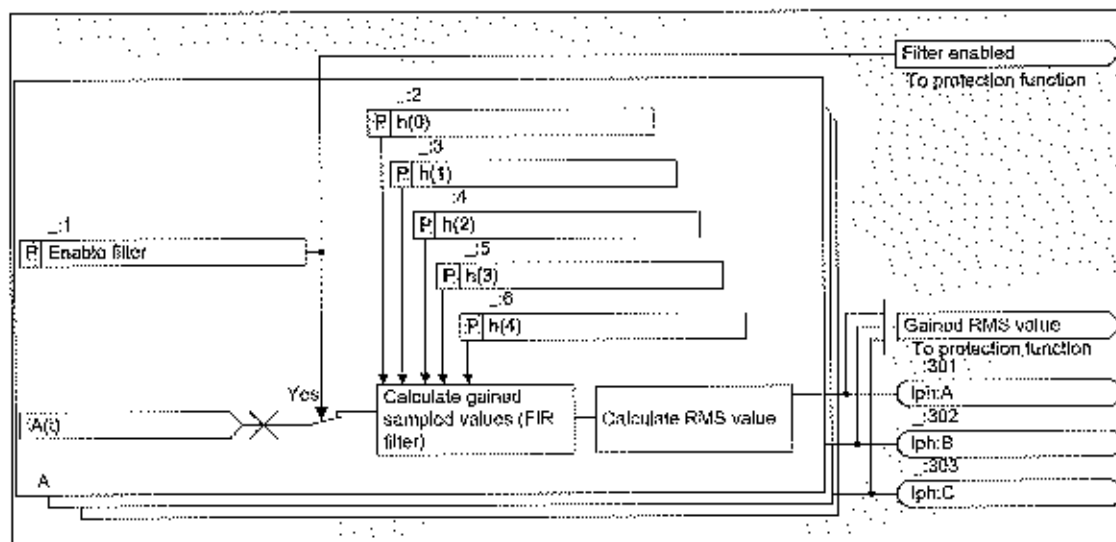 Filter enabled
To protection function
_:2
P h(0)
_:3
P h(1)
_:4
P h(2)
_:1
P Enable filter
_:5
P h(3)
_:6
P h(4)
Gained RMS value
To protection function
_:301
Iph:A
Yes
Calculate gained
sampled values (FIR
filter)
Calculate RMS value
_:302
Iph:B
_:303
Iph:C
A